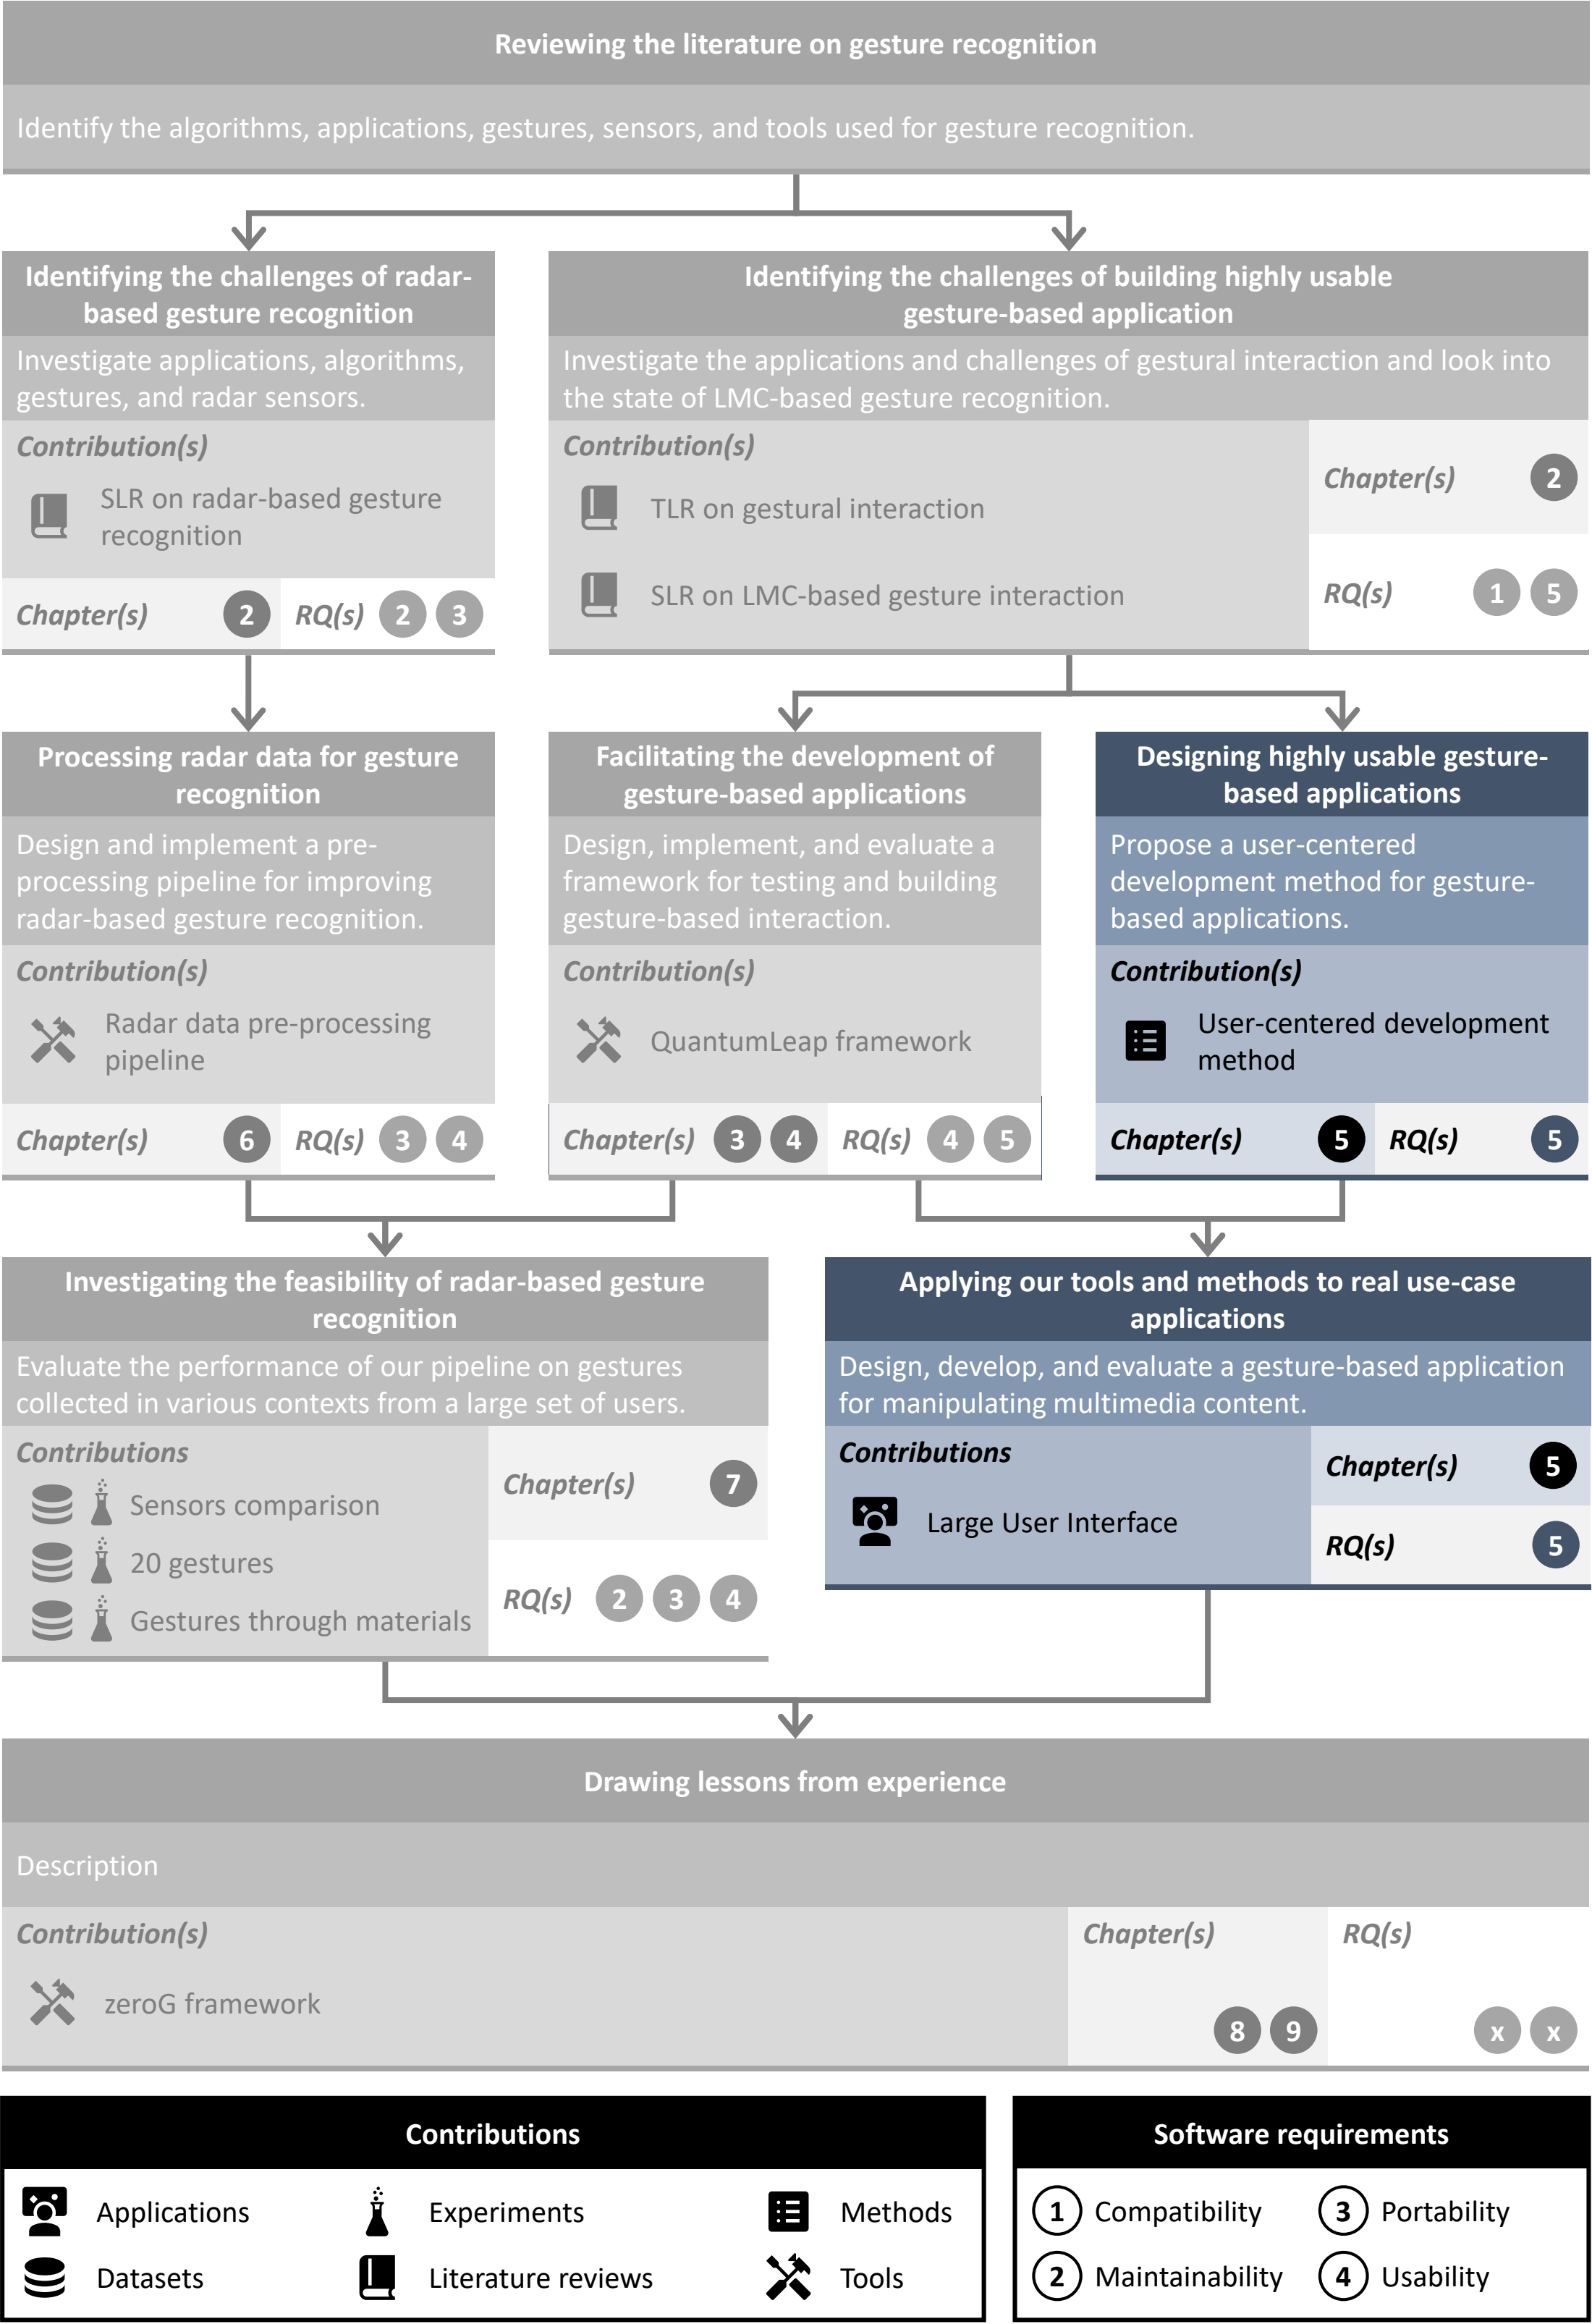 Reviewing the literature on gesture recognition
Identify the algorithms, applications, gestures, sensors, and tools used for gesture recognition.
Identifying the challenges of radar-
based gesture recognition
Investigate applications, algorithms,
gestures, and radar sensors.
Contribution(s)
SLR on radar-based gesture
recognition
Chapter(s) 2 RQ(s) 2 3
Identifying the challenges of building highly usable
gesture-based application
Investigate the applications and challenges of gestural interaction and look into
the state of LMC-based gesture recognition.
Contribution(s)
TLR on gestural interaction
SLR on LMC-based gesture interaction
Chapter(s) 2
RQ(s) 1 5
Processing radar data for gesture
recognition
Design and implement a pre-
processing pipeline for improving
radar-based gesture recognition.
Contribution(s)
Radar data pre-processing
pipeline
Chapter(s) 6 RQ(s) 3 4
Facilitating the development of
gesture-based applications
Design, implement, and evaluate a
framework for testing and building
gesture-based interaction.
Contribution(s)
QuantumLeap framework
Chapter(s) 3 4 RQ(s) 4 5
Designing highly usable gesture-
based applications
Propose a user-centered
development method for gesture-
based applications.
Contribution(s)
User-centered development
method
Chapter(s) 5 RQ(s) 5
Investigating the feasibility of radar-based gesture
recognition
Evaluate the performance of our pipeline on gestures
collected in various contexts from a large set of users.
Contributions
Sensors comparison
20 gestures
Gestures through materials
Chapter(s) 7
RQ(s) 2 3 4
Applying our tools and methods to real use-case
applications
Design, develop, and evaluate a gesture-based application
for manipulating multimedia content.
Contributions
Large User Interface
Chapter(s) 5
RQ(s) 5
Drawing lessons from experience
Description
Contribution(s)
zeroG framework
Chapter(s)
8 9
RQ(s)
x x
Contributions
Applications
Experiments
Methods
Datasets
Literature reviews
Tools
Software requirements
1 Compatibility
3 Portability
2 Maintainability
4 Usability